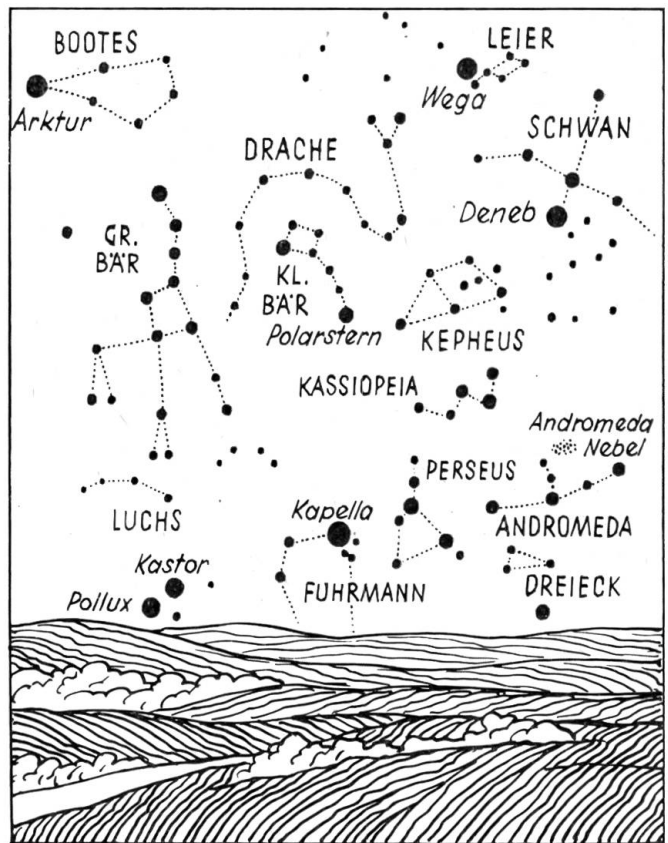 BOOTES
LEIER
Arktur
Wega
SCHWAN
DRACHE
Deneb
GR.
BÄR
KL.
BÄR
Polarstern
KEPHEUS
KASSIOPEIA
Andromeda
Nebel
PERSEUS
LUCHS
Kapella
ANDROMEDA
Kastor
FUHRMANN
DREIECK
Pollux